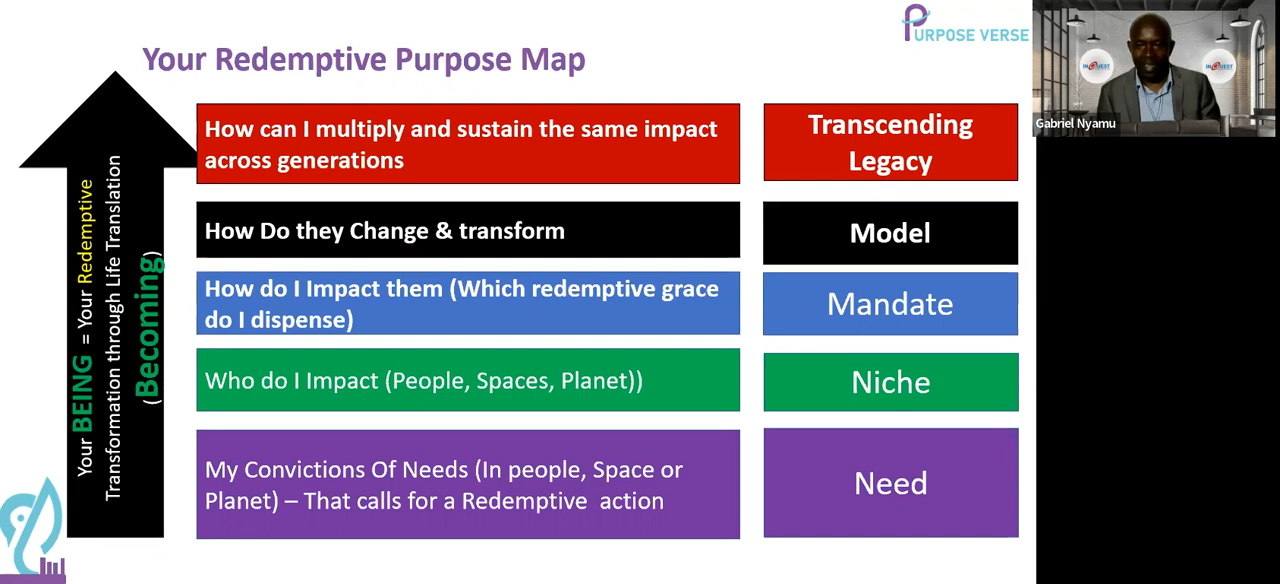 PURPOSE VERSE
Your Redemptive Purpose Map
How can I multiply and sustain the same impact
across generations
Transcending
Legacy
How Do they Change & transform
Model
How do I Impact them (Which redemptive grace
do I dispense)
Mandate
Who do I Impact (People, Spaces, Planet))
Niche
My Convictions Of Needs (In people, Space or
Planet) – That calls for a Redemptive action
Need
Your BEING = Your Redemptive
Transformation through Life Translation
(Becoming)
INQUEST
INQUEST
Gabriel Nyamu